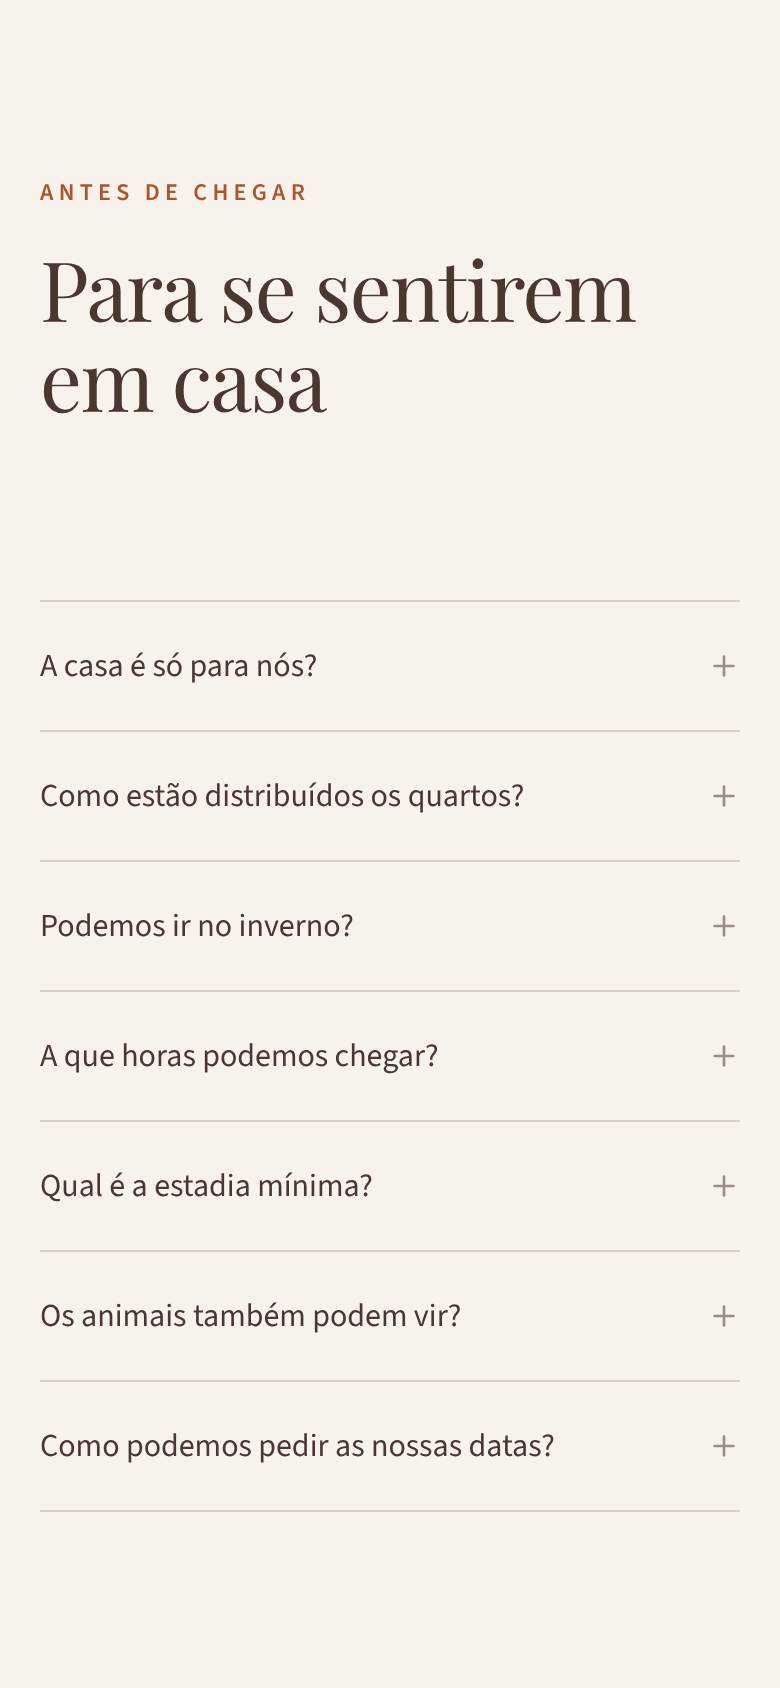 ANTES DE CHEGAR
Para se sentirem
em casa
A casa é só para nós?
Como estão distribuídos os quartos?
Podemos ir no inverno?
A que horas podemos chegar?
Qual é a estadia mínima?
Os animais também podem vir?
Como podemos pedir as nossas datas?